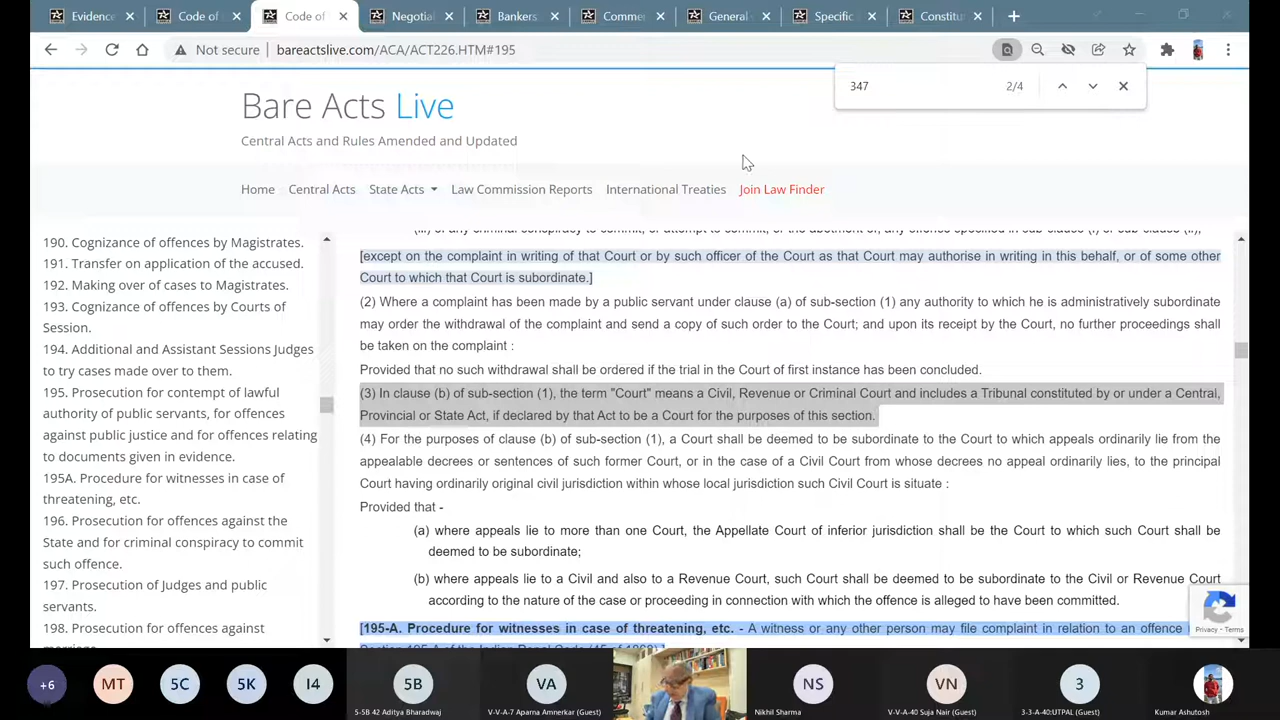 Evidence
Code of
Code of
Negotial
Bankers
Comme
General
Specific
Constitut
Not secure
bareactslive.com/ACA/ACT226.HTM#195
347
2/4
Bare Acts Live
Central Acts and Rules Amended and Updated
Home
Central Acts
State Acts
Law Commission Reports
International Treaties
Join Law Finder
190. Cognizance of offences by Magistrates.
191. Transfer on application of the accused.
192. Making over of cases to Magistrates.
193. Cognizance of offences by Courts of
Session.
194. Additional and Assistant Sessions Judges
to try cases made over to them.
195. Prosecution for contempt of lawful
authority of public servants, for offences
against public justice and for offences relating
to documents given in evidence.
195A. Procedure for witnesses in case of
threatening, etc.
196. Prosecution for offences against the
State and for criminal conspiracy to commit
such offence.
197. Prosecution of Judges and public
servants.
198. Prosecution for offences against
[except on the complaint in writing of that Court or by such officer of the Court as that Court may authorise in writing in this behalf, or of some other
Court to which that Court is subordinate.]
(2) Where a complaint has been made by a public servant under clause (a) of sub-section (1) any authority to which he is administratively subordinate
may order the withdrawal of the complaint and send a copy of such order to the Court; and upon its receipt by the Court, no further proceedings shall
be taken on the complaint :
Provided that no such withdrawal shall be ordered if the trial in the Court of first instance has been concluded.
(3) In clause (b) of sub-section (1), the term "Court" means a Civil, Revenue or Criminal Court and includes a Tribunal constituted by or under a Central,
Provincial or State Act, if declared by that Act to be a Court for the purposes of this section.
(4) For the purposes of clause (b) of sub-section (1), a Court shall be deemed to be subordinate to the Court to which appeals ordinarily lie from the
appealable decrees or sentences of such former Court, or in the case of a Civil Court from whose decrees no appeal ordinarily lies, to the principal
Court having ordinarily original civil jurisdiction within whose local jurisdiction such Civil Court is situate :
Provided that -
(a) where appeals lie to more than one Court, the Appellate Court of inferior jurisdiction shall be the Court to which such Court shall be
deemed to be subordinate;
(b) where appeals lie to a Civil and also to a Revenue Court, such Court shall be deemed to be subordinate to the Civil or Revenue Court
according to the nature of the case or proceeding in connection with which the offence is alleged to have been committed.
[195-A. Procedure for witnesses in case of threatening, etc. - A witness or any other person may file complaint in relation to an offence
Privacy - Terms
+6
MT
5C
5K
I4
5B
VA
NS
VN
3
5-SB 42 Aditya Bharadwaj
V-V-A-7 Aparna Amnerkar (Guest)
Nikhil Sharma
V-V-A-40 Suja Nair (Guest)
3-3-A-40:UTPAL (Guest)
Kumar Ashutosh